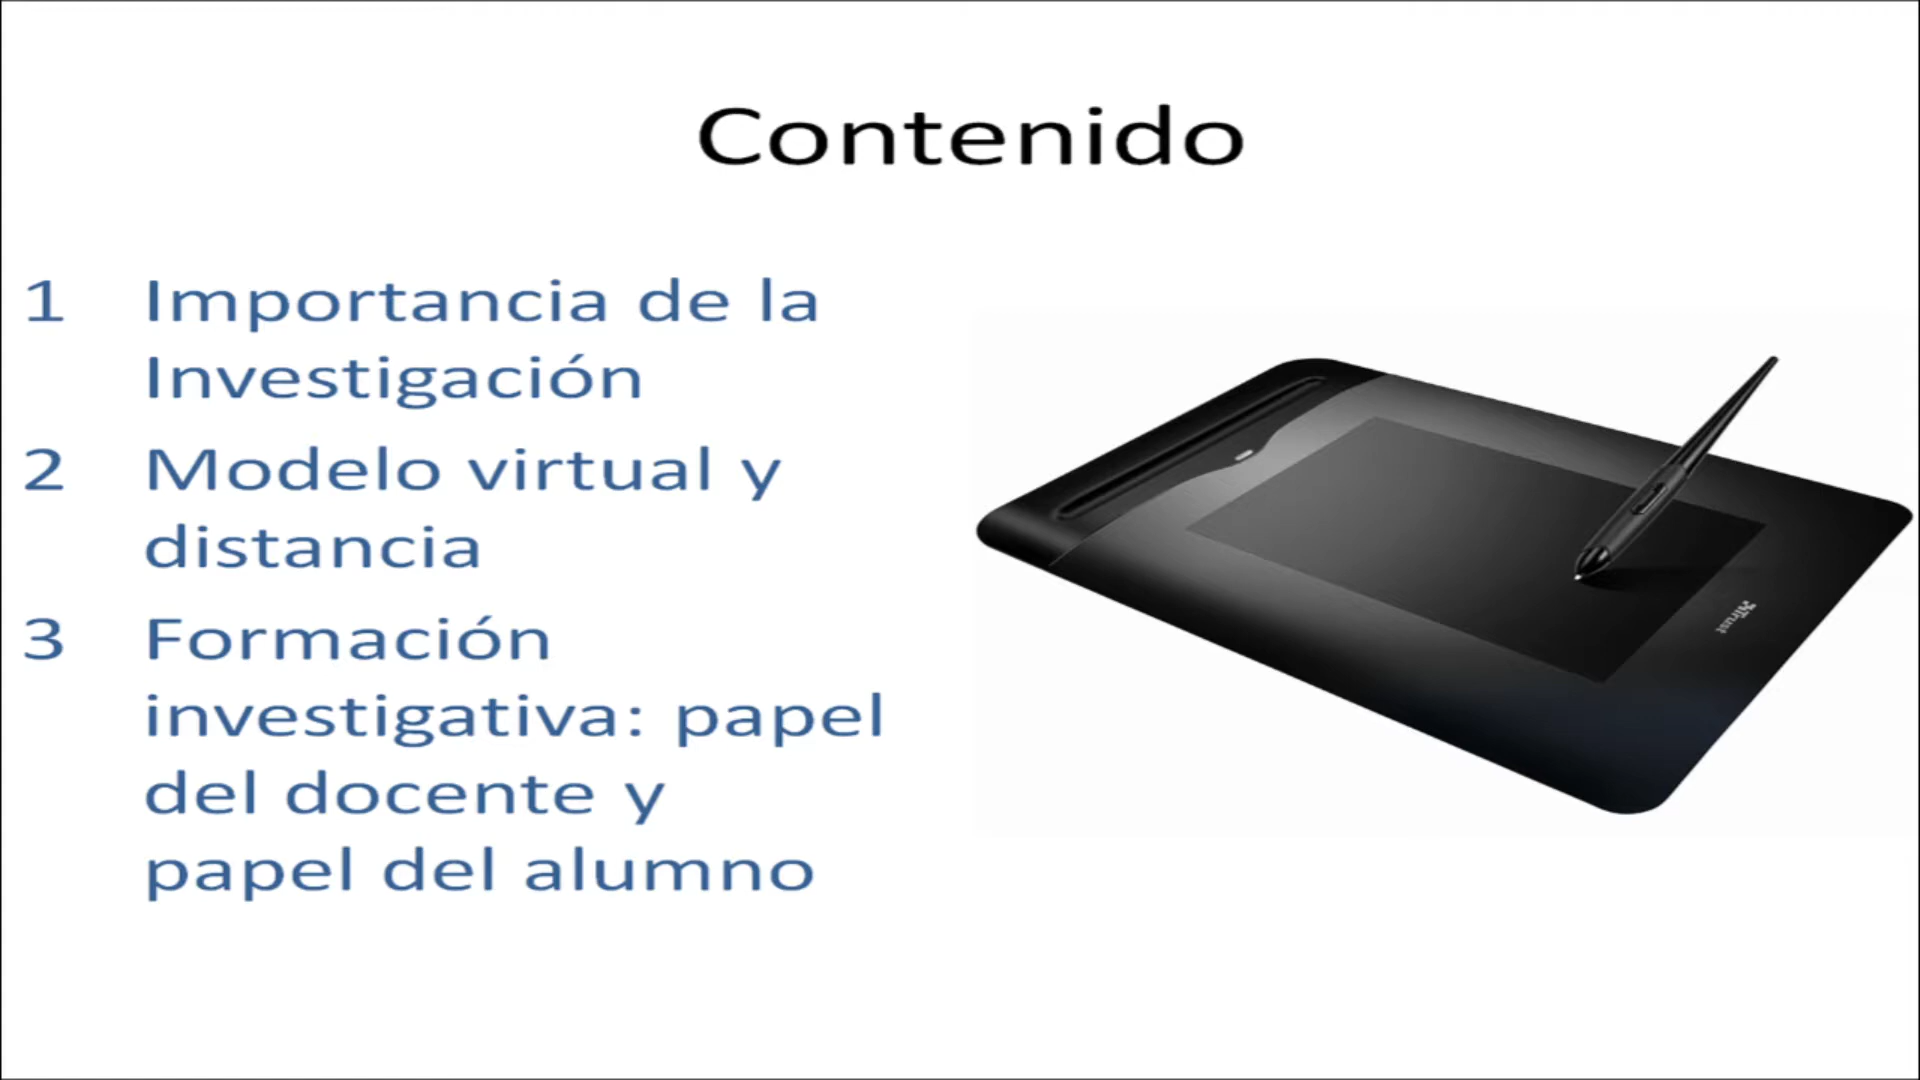 Contenido
1 Importancia de la
Investigación
2 Modelo virtual y
distancia
3 Formación
investigativa: papel
del docente y
papel del alumno
Trust